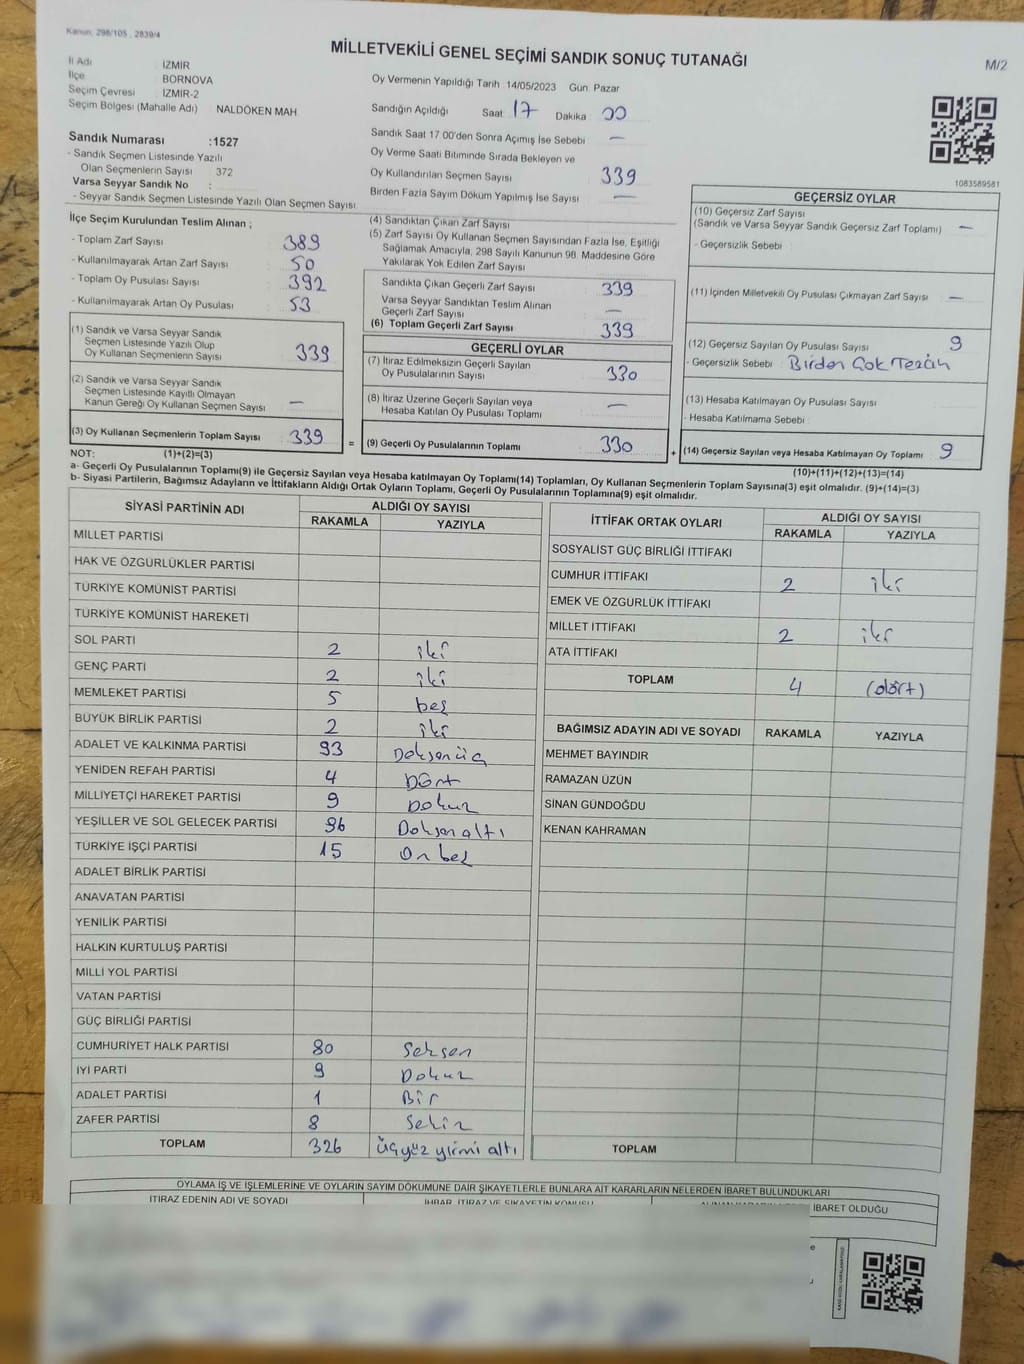 Kanun: 298/105 , 2839/4
MİLLETVEKİLİ GENEL SEÇİMİ SANDIK SONUÇ TUTANAĞI
M/2
İl Adı : İZMİR
İlçe : BORNOVA
Seçim Çevresi : İZMİR-2
Seçim Bölgesi (Mahalle Adı) NALDÖKEN MAH
Sandık Numarası :1527
- Sandık Seçmen Listesinde Yazılı
Olan Seçmenlerin Sayısı : 372
Varsa Seyyar Sandık No :
- Seyyar Sandık Seçmen Listesinde Yazılı Olan Seçmen Sayısı
Oy Vermenin Yapıldığı Tarih 14/05/2023 Gün Pazar
Sandığın Açıldığı Saat 17 Dakika 00
Sandık Saat 17 00'den Sonra Açımış İse Sebebi —
Oy Verme Saati Bitiminde Sırada Bekleyen ve
Oy Kullandırılan Seçmen Sayısı 339
Birden Fazla Sayım Döküm Yapılmış İse Sayısı —
1083589581
İlçe Seçim Kurulundan Teslim Alınan ;
- Toplam Zarf Sayısı 389
- Kullanılmayarak Artan Zarf Sayısı 50
- Toplam Oy Pusulası Sayısı 392
- Kullanılmayarak Artan Oy Pusulası 53
(1) Sandık ve Varsa Seyyar Sandık
Seçmen Listesinde Yazılı Olup
Oy Kullanan Seçmenlerin Sayısı 339
(2) Sandık ve Varsa Seyyar Sandık
Seçmen Listesinde Kayıtlı Olmayan
Kanun Gereği Oy Kullanan Seçmen Sayısı —
(3) Oy Kullanan Seçmenlerin Toplam Sayısı 339 =
(4) Sandıktan Çıkan Zarf Sayısı
(5) Zarf Sayısı Oy Kullanan Seçmen Sayısından Fazla İse, Eşitliği
Sağlamak Amacıyla, 298 Sayılı Kanunun 98. Maddesine Göre
Yakılarak Yok Edilen Zarf Sayısı
Sandıkta Çıkan Geçerli Zarf Sayısı 339
Varsa Seyyar Sandıktan Teslim Alınan
Geçerli Zarf Sayısı —
(6) Toplam Geçerli Zarf Sayısı 339
GEÇERLİ OYLAR
(7) İtiraz Edilmeksizin Geçerli Sayılan
Oy Pusulalarının Sayısı 330
(8) İtiraz Üzerine Geçerli Sayılan veya
Hesaba Katılan Oy Pusulası Toplamı —
(9) Geçerli Oy Pusulalarının Toplamı 330 +
GEÇERSİZ OYLAR
(10) Geçersiz Zarf Sayısı
(Sandık ve Varsa Seyyar Sandık Geçersiz Zarf Toplamı) —
- Geçersizlik Sebebi
(11) İçinden Milletvekili Oy Pusulası Çıkmayan Zarf Sayısı : —
(12) Geçersiz Sayılan Oy Pusulası Sayısı : 9
- Geçersizlik Sebebi : Birden Çok Tercih
(13) Hesaba Katılmayan Oy Pusulası Sayısı :
- Hesaba Katılmama Sebebi :
(14) Geçersiz Sayılan veya Hesaba Katılmayan Oy Toplamı : 9
(10)+(11)+(12)+(13)=(14)
NOT: (1)+(2)=(3)
a- Geçerli Oy Pusulalarının Toplamı(9) ile Geçersiz Sayılan veya Hesaba katılmayan Oy Toplamı(14) Toplamları, Oy Kullanan Seçmenlerin Toplam Sayısına(3) eşit olmalıdır. (9)+(14)=(3)
b- Siyasi Partilerin, Bağımsız Adayların ve İttifakların Aldığı Ortak Oyların Toplamı, Geçerli Oy Pusulalarının Toplamına(9) eşit olmalıdır.
SİYASİ PARTİNİN ADI ALDIĞI OY SAYISI
RAKAMLA YAZIYLA
MİLLET PARTİSİ
HAK VE ÖZGÜRLÜKLER PARTİSİ
TÜRKİYE KOMÜNİST PARTİSİ
TÜRKİYE KOMÜNİST HAREKETİ
SOL PARTİ 2 iki
GENÇ PARTİ 2 iki
MEMLEKET PARTİSİ 5 beş
BÜYÜK BİRLİK PARTİSİ 2 iki
ADALET VE KALKINMA PARTİSİ 93 Doksanüç
YENİDEN REFAH PARTİSİ 4 Dört
MİLLİYETÇİ HAREKET PARTİSİ 9 Dokuz
YEŞİLLER VE SOL GELECEK PARTİSİ 96 Doksan altı
TÜRKİYE İŞÇİ PARTİSİ 15 On beş
ADALET BİRLİK PARTİSİ
ANAVATAN PARTİSİ
YENİLİK PARTİSİ
HALKIN KURTULUŞ PARTİSİ
MİLLİ YOL PARTİSİ
VATAN PARTİSİ
GÜÇ BİRLİĞİ PARTİSİ
CUMHURİYET HALK PARTİSİ 80 Seksen
İYİ PARTİ 9 Dokuz
ADALET PARTİSİ 1 Bir
ZAFER PARTİSİ 8 Sekiz
TOPLAM 326 üçyüz yirmi altı
İTTİFAK ORTAK OYLARI ALDIĞI OY SAYISI
RAKAMLA YAZIYLA
SOSYALİST GÜÇ BİRLİĞİ İTTİFAKI
CUMHUR İTTİFAKI 2 iki
EMEK VE ÖZGÜRLÜK İTTİFAKI
MİLLET İTTİFAKI 2 iki
ATA İTTİFAKI
TOPLAM 4 (dört)
BAĞIMSIZ ADAYIN ADI VE SOYADI RAKAMLA YAZIYLA
MEHMET BAYINDIR
RAMAZAN ÜZÜN
SİNAN GÜNDOĞDU
KENAN KAHRAMAN
TOPLAM
OYLAMA İŞ VE İŞLEMLERİNE VE OYLARIN SAYIM DÖKÜMÜNE DAİR ŞİKAYETLERLE BUNLARA AİT KARARLARIN NELERDEN İBARET BULUNDUKLARI
İTİRAZ EDENİN ADI VE SOYADI İHBAR, İTİRAZ VE ŞİKAYETİN KONUSU İBARET OLDUĞU